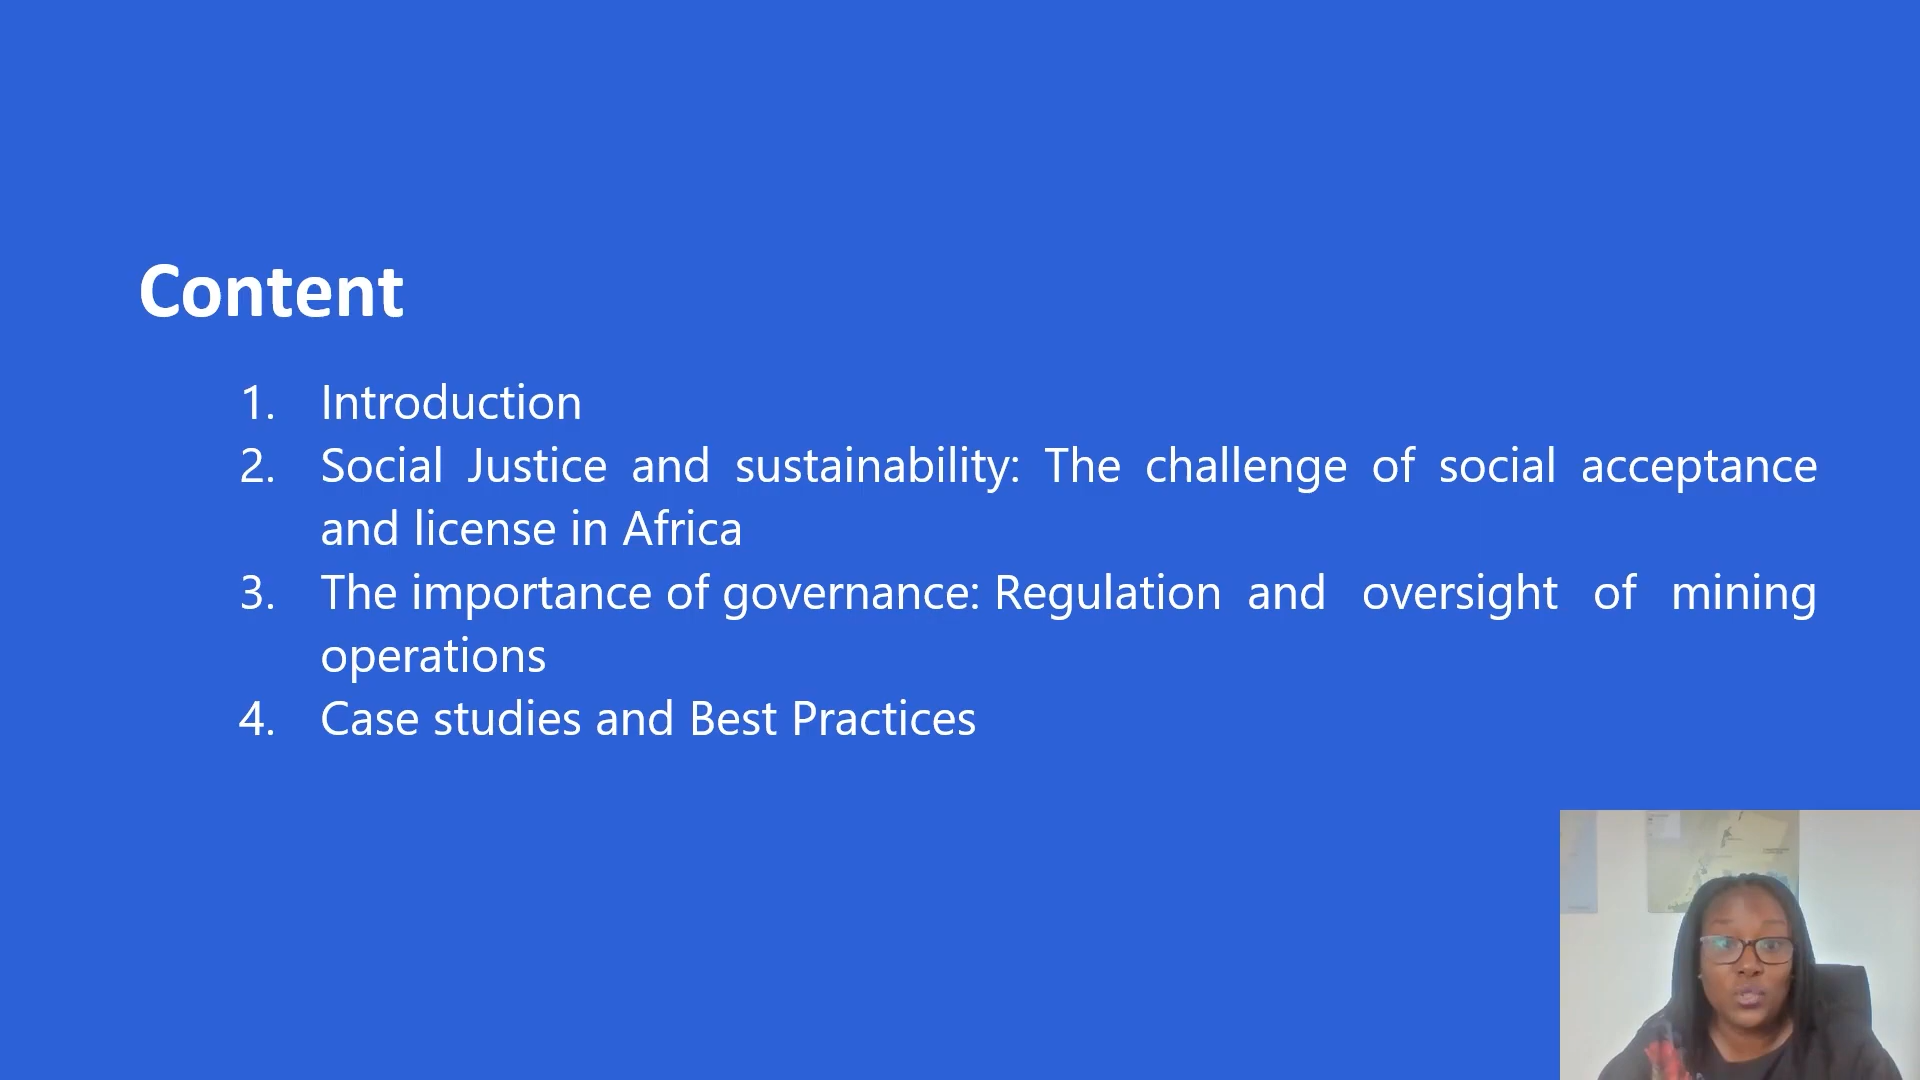 Content
1. Introduction
2. Social Justice and sustainability: The challenge of social acceptance
and license in Africa
3. The importance of governance: Regulation and oversight of mining
operations
4. Case studies and Best Practices